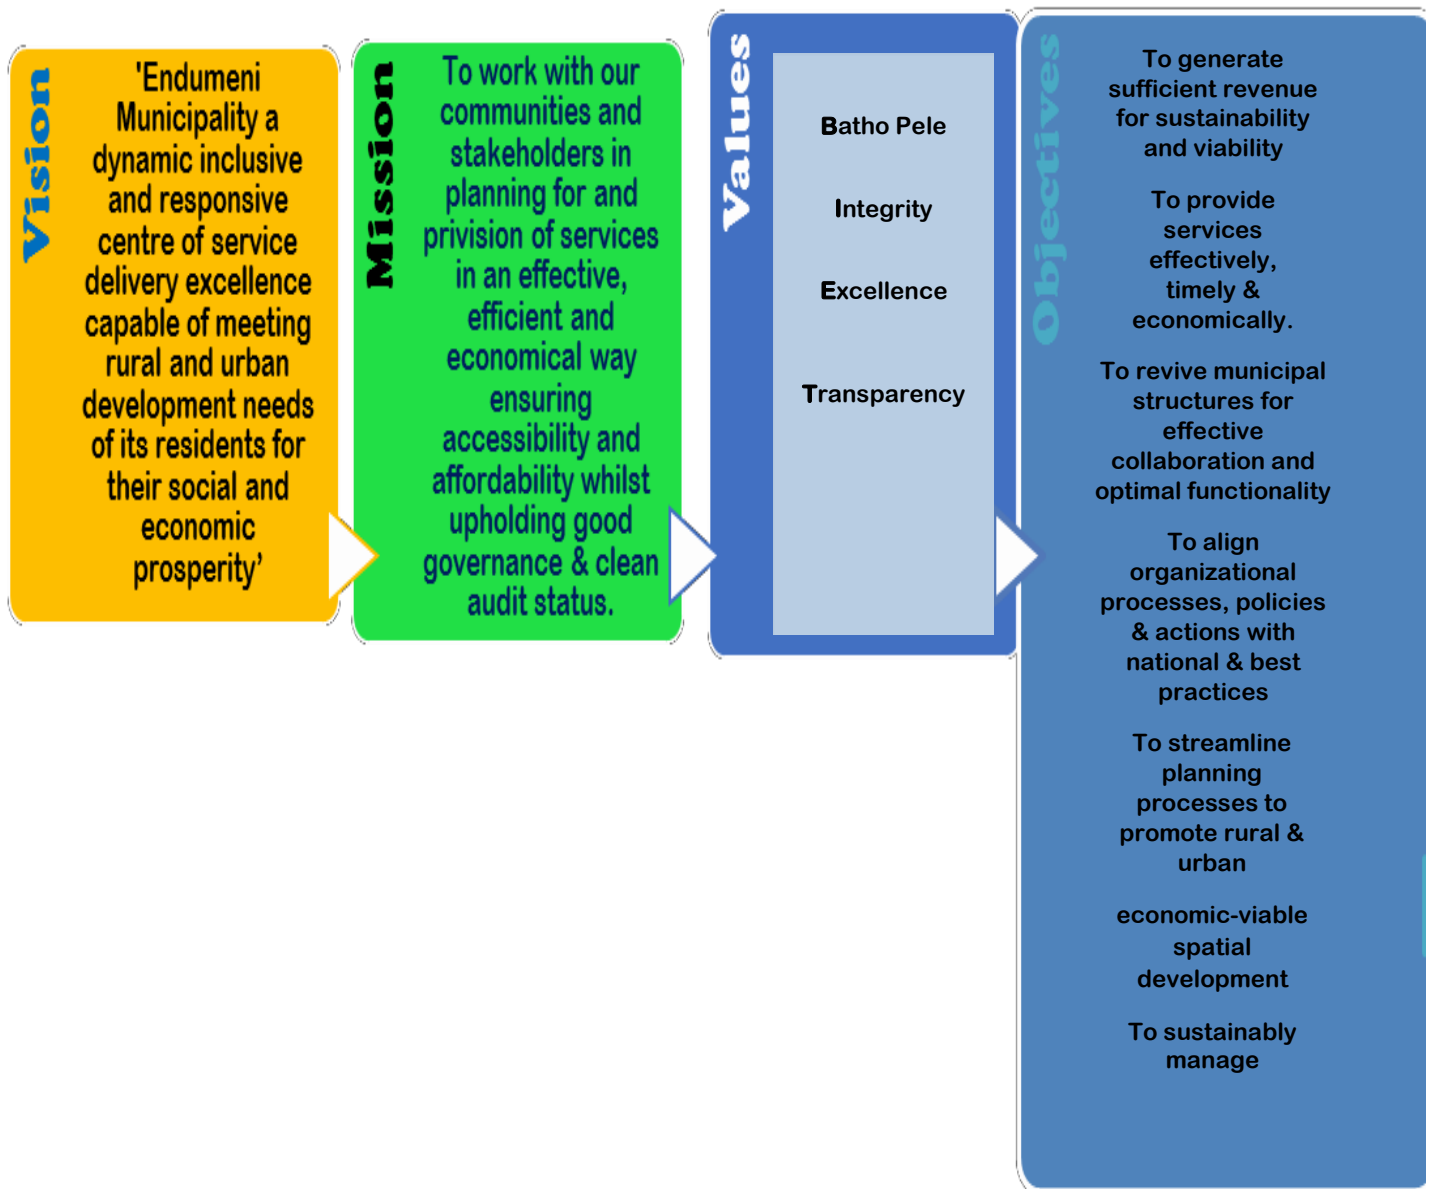 Vision
'Endumeni
Municipality a
dynamic inclusive
and responsive
centre of service
delivery excellence
capable of meeting
rural and urban
development needs
of its residents for
their social and
economic
prosperity’
Mission
To work with our
communities and
stakeholders in
planning for and
privision of services
in an effective,
efficient and
economical way
ensuring
accessibility and
affordability whilst
upholding good
governance & clean
audit status.
Values
Batho Pele
Integrity
Excellence
Transparency
Objectives
To generate
sufficient revenue
for sustainability
and viability
To provide
services
effectively,
timely &
economically.
To revive municipal
structures for
effective
collaboration and
optimal functionality
To align
organizational
processes, policies
& actions with
national & best
practices
To streamline
planning
processes to
promote rural &
urban
economic-viable
spatial
development
To sustainably
manage